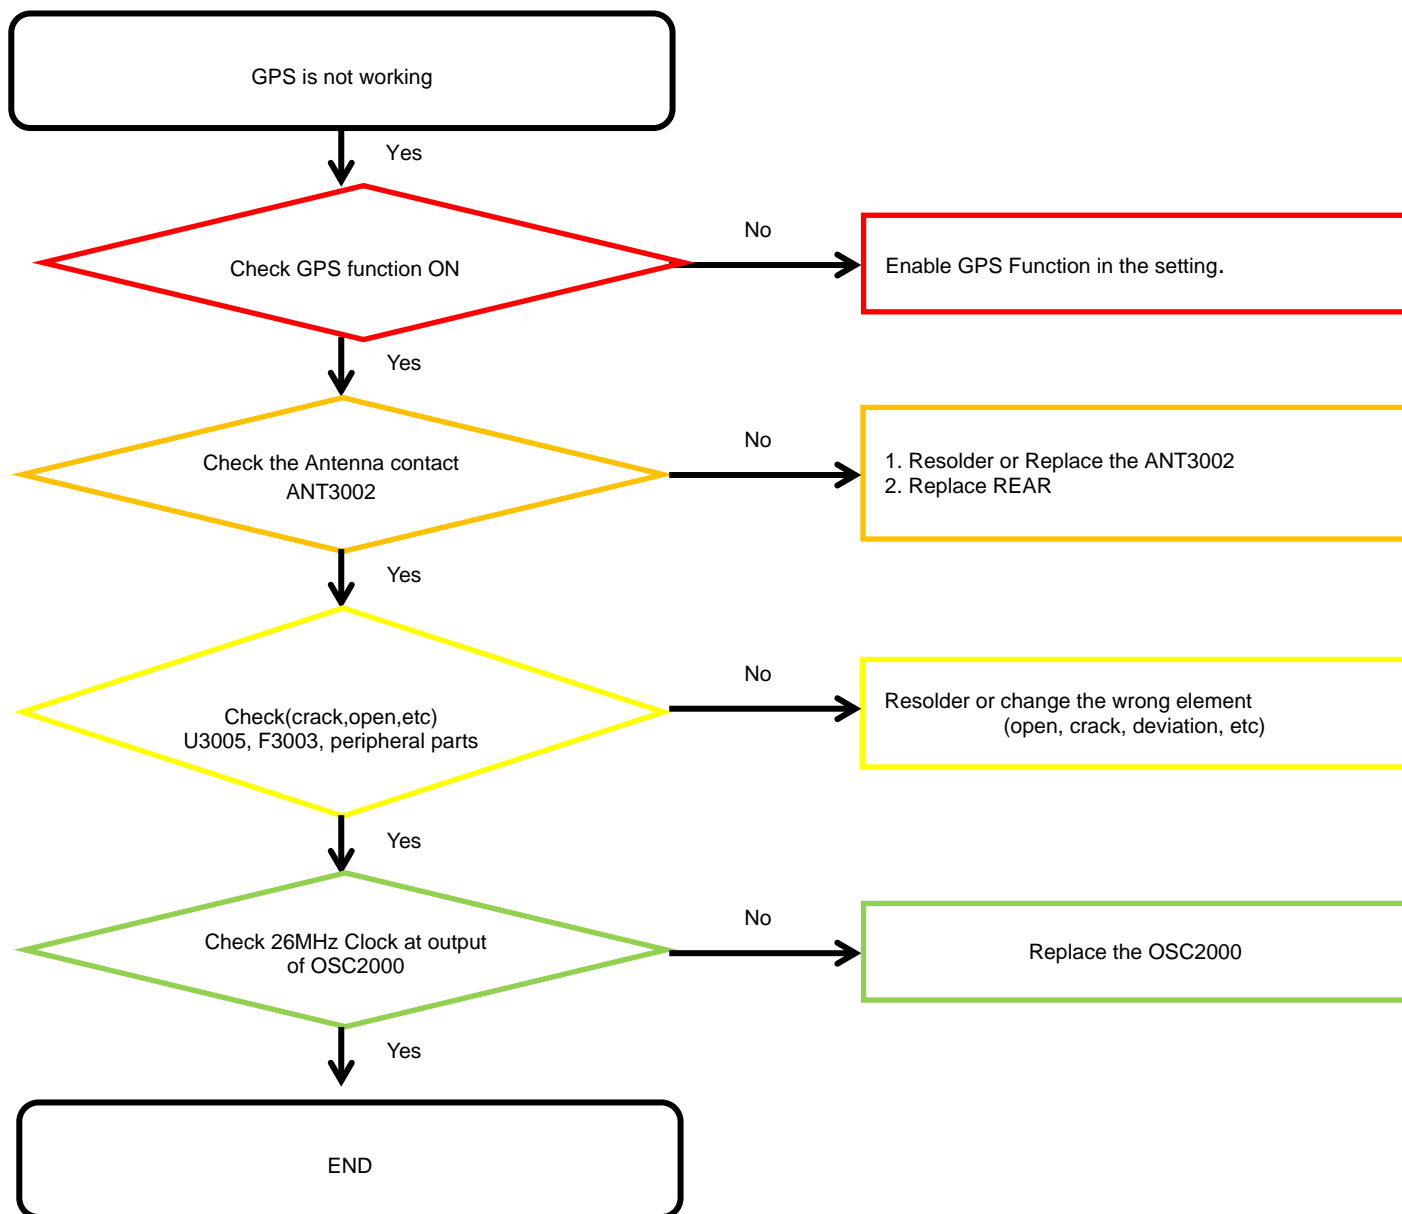 GPS is not working
Yes
Check GPS function ON
No
Enable GPS Function in the setting.
Yes
Check the Antenna contact
ANT3002
No
1. Resolder or Replace the ANT3002
2. Replace REAR
Yes
Check(crack,open,etc)
U3005, F3003, peripheral parts
No
Resolder or change the wrong element
(open, crack, deviation, etc)
Yes
Check 26MHz Clock at output
of OSC2000
No
Replace the OSC2000
Yes
END